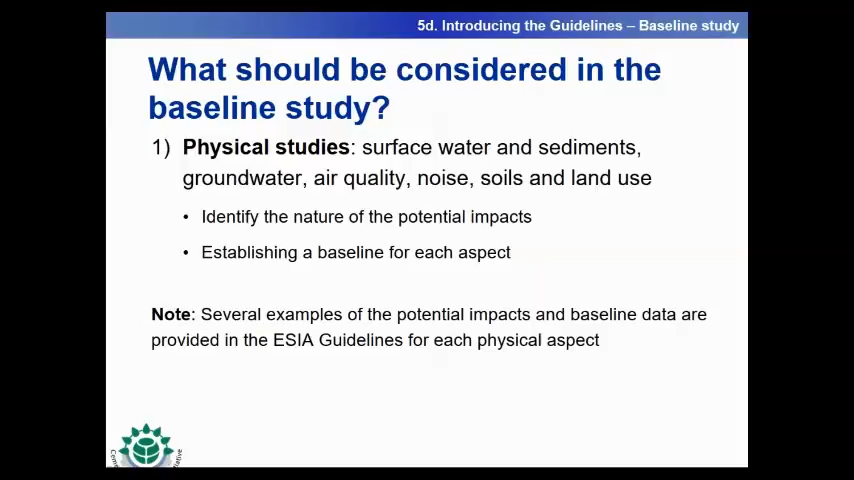 5d. Introducing the Guidelines – Baseline study
What should be considered in the
baseline study?
1) Physical studies: surface water and sediments,
groundwater, air quality, noise, soils and land use
• Identify the nature of the potential impacts
• Establishing a baseline for each aspect
Note: Several examples of the potential impacts and baseline data are
provided in the ESIA Guidelines for each physical aspect